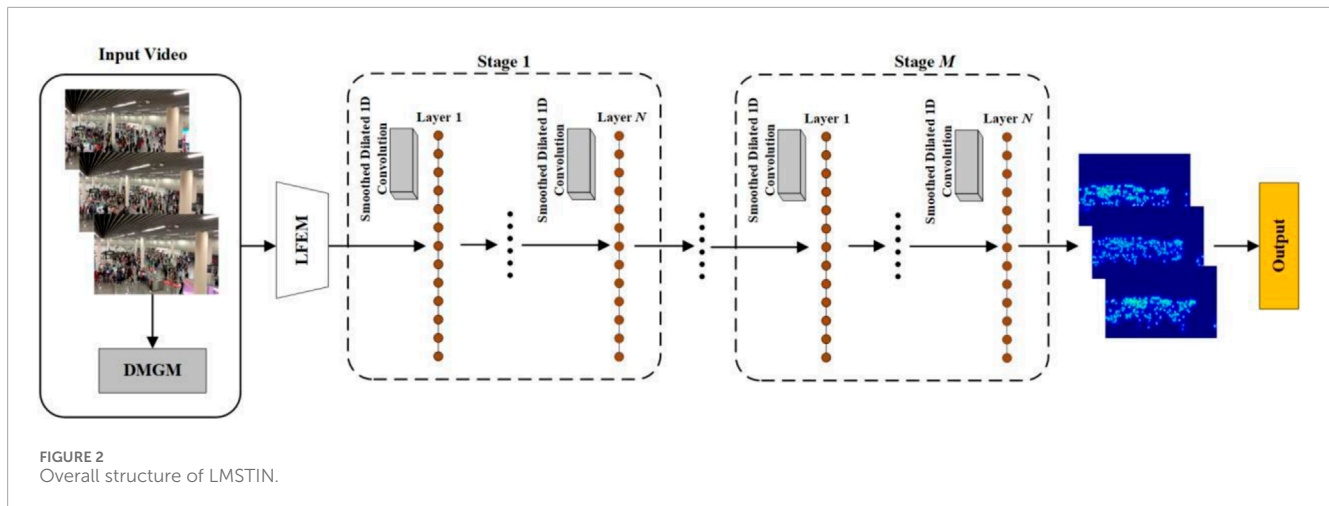 Input Video
DMGM
LFEM
Stage 1
Smoothed Dilated 1D
Convolution
Layer 1
Smoothed Dilated 1D
Convolution
Layer N
Stage M
Smoothed Dilated 1D
Convolution
Layer 1
Smoothed Dilated 1D
Convolution
Layer N
Output
FIGURE 2
Overall structure of LMSTIN.